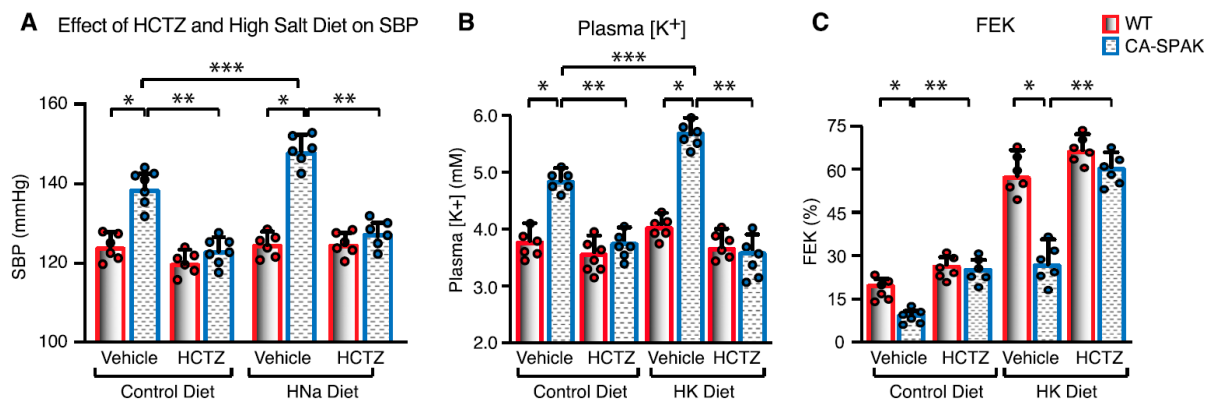 A Effect of HCTZ and High Salt Diet on SBP
***
* ** * **
SBP (mmHg)
160
140
120
100
Vehicle HCTZ Vehicle HCTZ
Control Diet HNa Diet
B Plasma [K+]
***
* ** * **
Plasma [K+] (mM)
6.0
5.0
4.0
3.0
2.0
Vehicle HCTZ Vehicle HCTZ
Control Diet HK Diet
C FEK
WT
CA-SPAK
* ** * **
FEK (%)
75
60
45
30
15
0
Vehicle HCTZ Vehicle HCTZ
Control Diet HK Diet